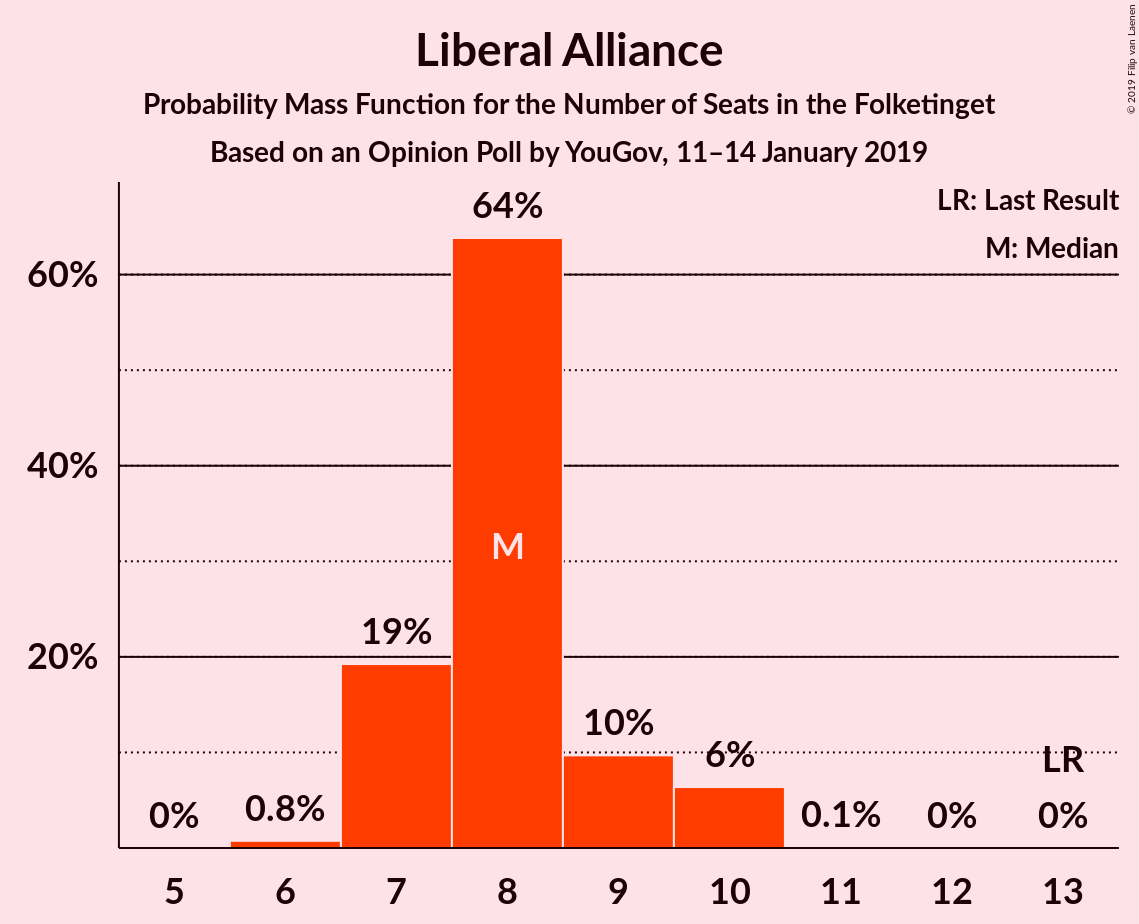 Liberal Alliance
Probability Mass Function for the Number of Seats in the Folketinget
Based on an Opinion Poll by YouGov, 11–14 January 2019
© 2019 Filip van Laenen
LR: Last Result
M: Median
60%
40%
20%
0%
0.8%
19%
64%
M
10%
6%
0.1%
0%
LR
0%
5
6
7
8
9
10
11
12
13